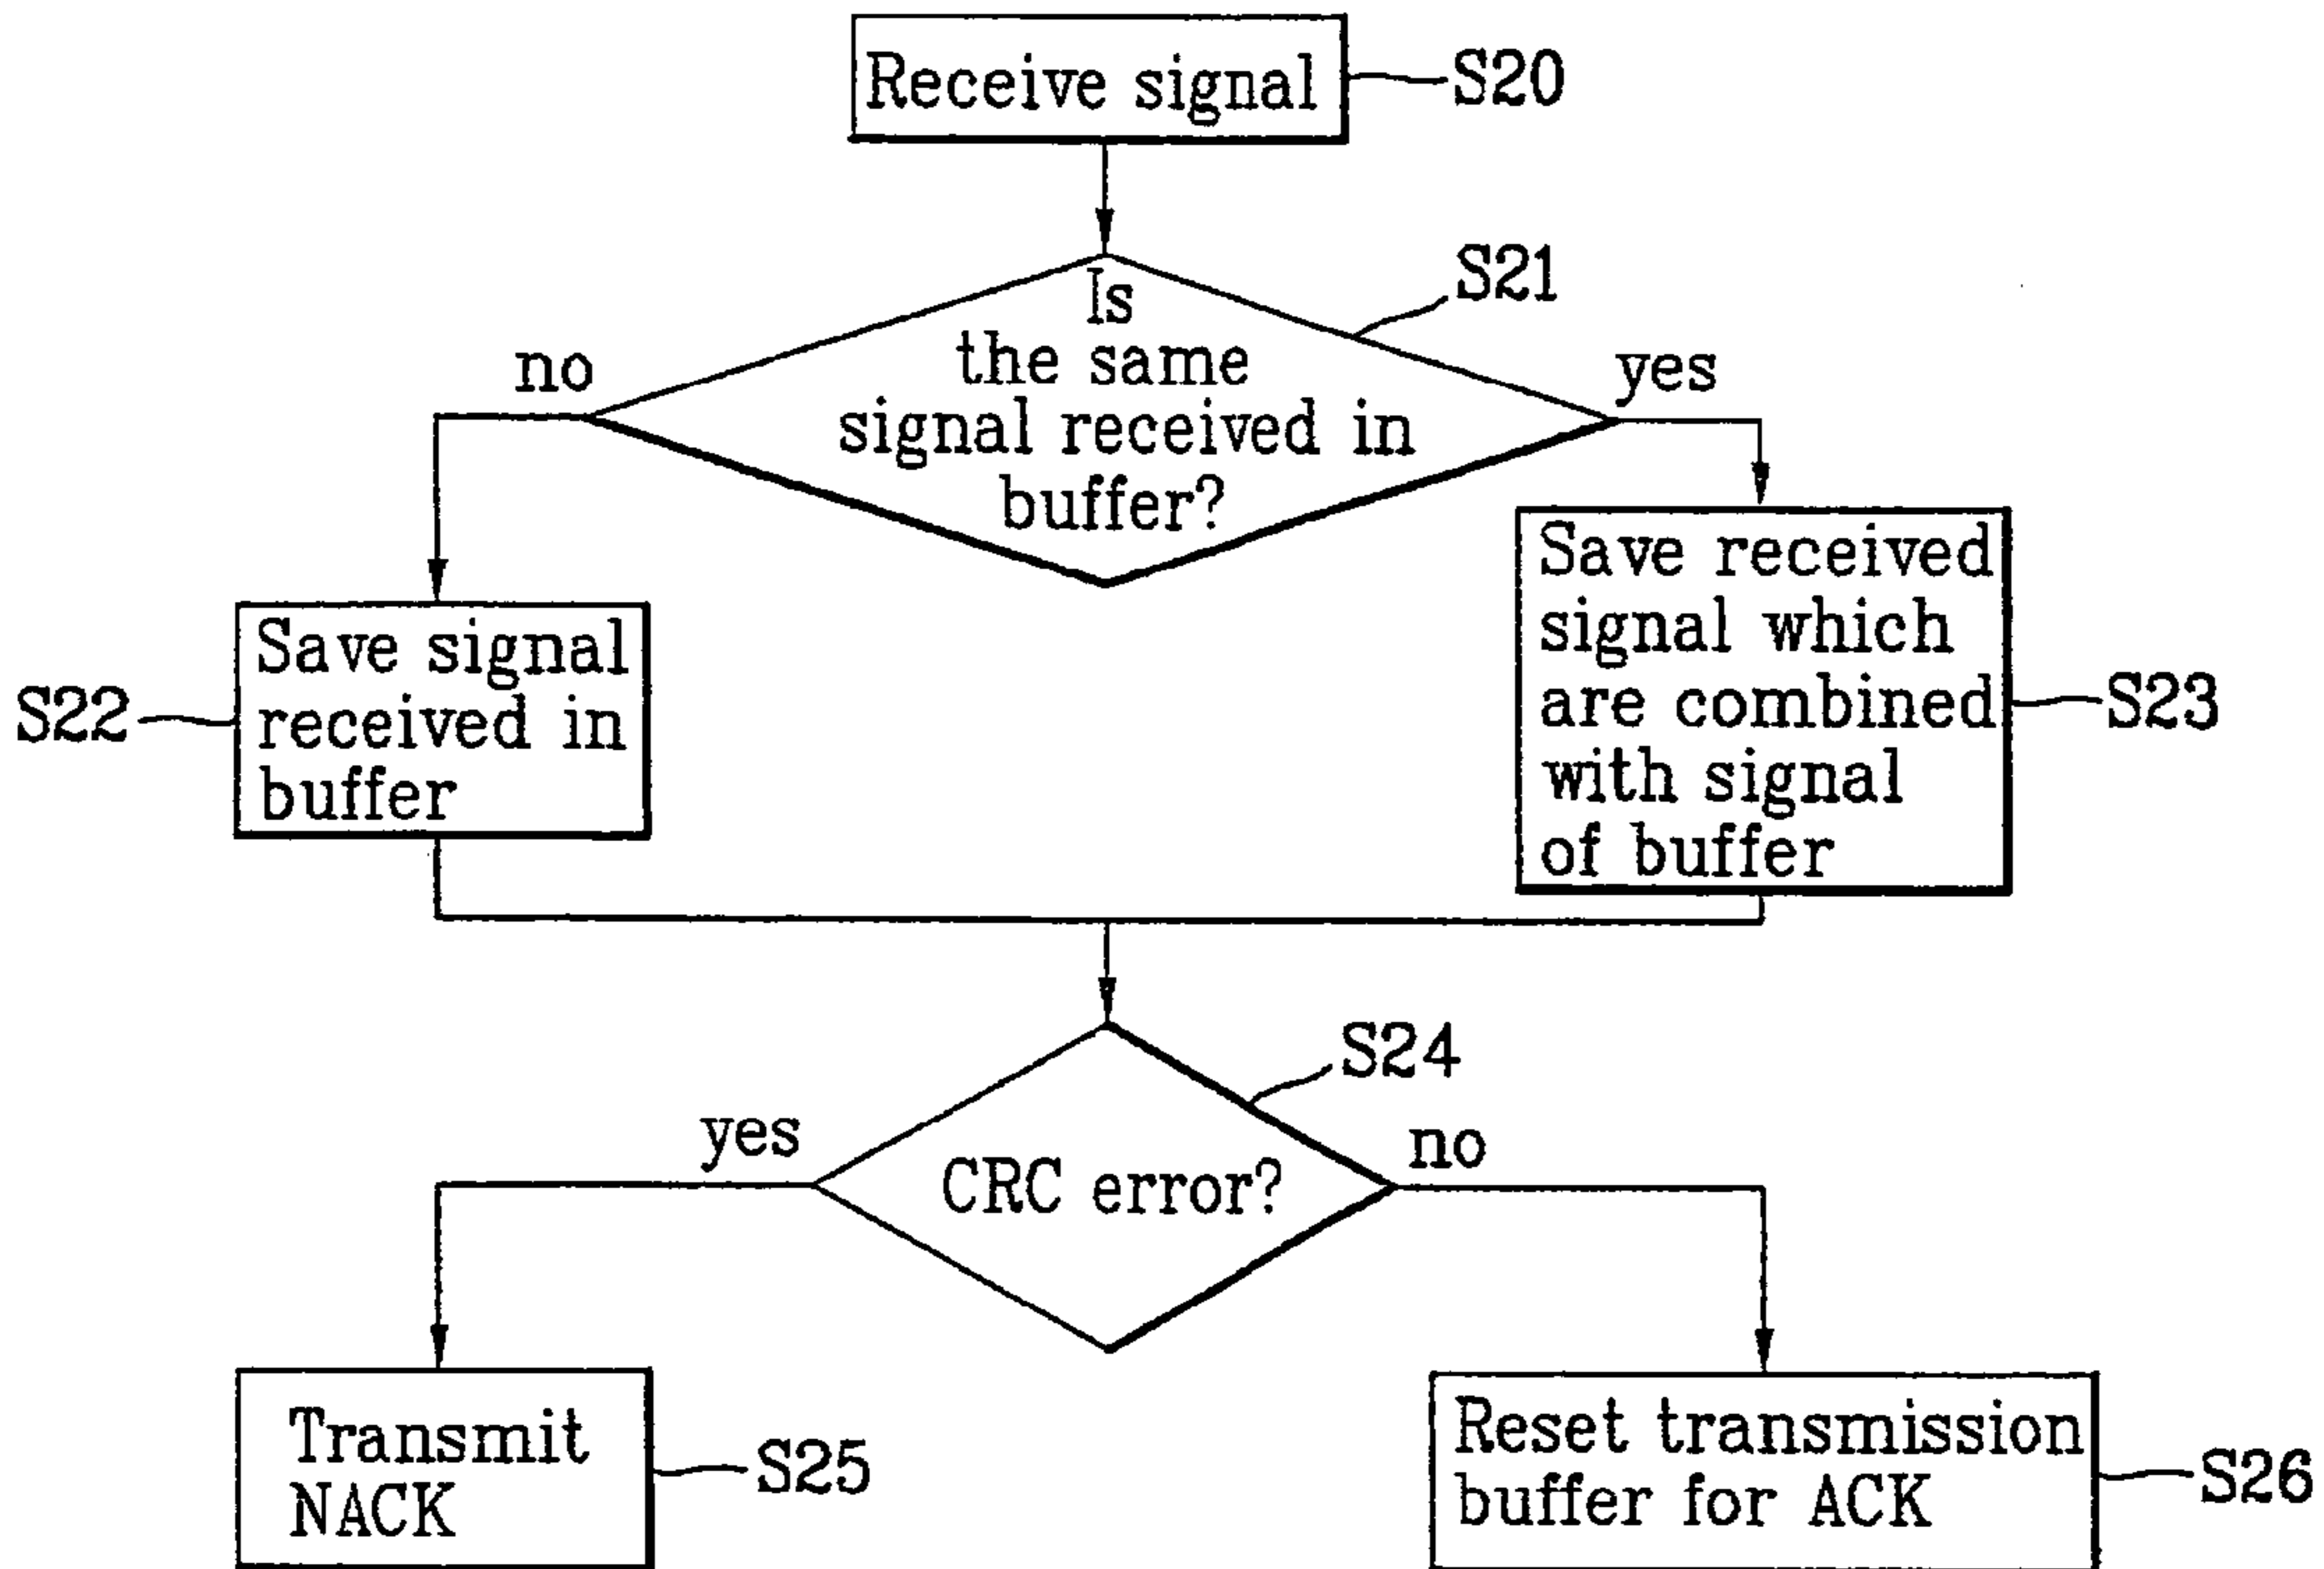 Receive signal
S20
Is
the same
signal received in
buffer?
S21
no
yes
Save signal
received in
buffer
S22
Save received
signal which
are combined
with signal
of buffer
S23
CRC error?
S24
yes
no
Transmit
NACK
S25
Reset transmission
buffer for ACK
S26